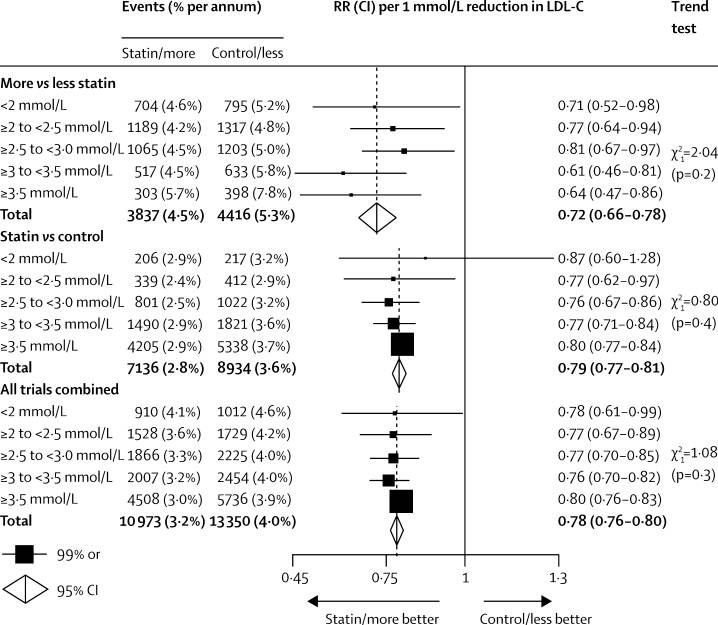 Events (% per annum) RR (CI) per 1 mmol/L reduction in LDL-C Trend test
Statin/more Control/less
More vs less statin
<2 mmol/L 704 (4·6%) 795 (5·2%) 0·71 (0·52–0·98)
≥2 to <2·5 mmol/L 1189 (4·2%) 1317 (4·8%) 0·77 (0·64–0·94)
≥2·5 to <3·0 mmol/L 1065 (4·5%) 1203 (5·0%) 0·81 (0·67–0·97) χ²₁=2·04
≥3 to <3·5 mmol/L 517 (4·5%) 633 (5·8%) 0·61 (0·46–0·81) (p=0·2)
≥3·5 mmol/L 303 (5·7%) 398 (7·8%) 0·64 (0·47–0·86)
Total 3837 (4·5%) 4416 (5·3%) 0·72 (0·66–0·78)
Statin vs control
<2 mmol/L 206 (2·9%) 217 (3·2%) 0·87 (0·60–1·28)
≥2 to <2·5 mmol/L 339 (2·4%) 412 (2·9%) 0·77 (0·62–0·97)
≥2·5 to <3·0 mmol/L 801 (2·5%) 1022 (3·2%) 0·76 (0·67–0·86) χ²₁=0·80
≥3 to <3·5 mmol/L 1490 (2·9%) 1821 (3·6%) 0·77 (0·71–0·84) (p=0·4)
≥3·5 mmol/L 4205 (2·9%) 5338 (3·7%) 0·80 (0·77–0·84)
Total 7136 (2·8%) 8934 (3·6%) 0·79 (0·77–0·81)
All trials combined
<2 mmol/L 910 (4·1%) 1012 (4·6%) 0·78 (0·61–0·99)
≥2 to <2·5 mmol/L 1528 (3·6%) 1729 (4·2%) 0·77 (0·67–0·89)
≥2·5 to <3·0 mmol/L 1866 (3·3%) 2225 (4·0%) 0·77 (0·70–0·85) χ²₁=1·08
≥3 to <3·5 mmol/L 2007 (3·2%) 2454 (4·0%) 0·76 (0·70–0·82) (p=0·3)
≥3·5 mmol/L 4508 (3·0%) 5736 (3·9%) 0·80 (0·76–0·83)
Total 10 973 (3·2%) 13 350 (4·0%) 0·78 (0·76–0·80)
99% or
95% CI
0·45 0·75 1 1·3
Statin/more better Control/less better